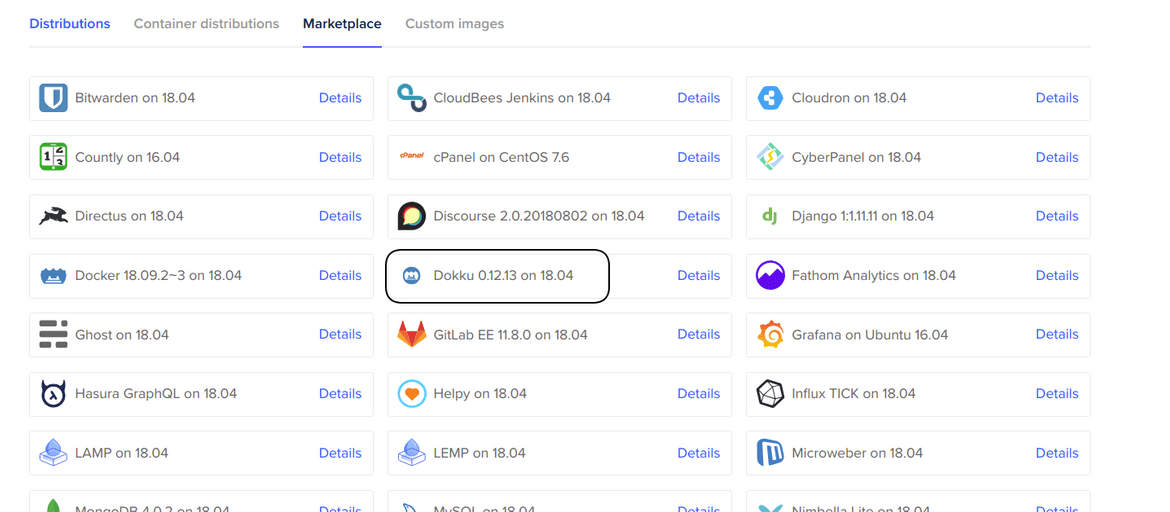 Distributions Container distributions Marketplace Custom images
Bitwarden on 18.04 Details CloudBees Jenkins on 18.04 Details Cloudron on 18.04 Details
Countly on 16.04 Details cPanel cPanel on CentOS 7.6 Details CyberPanel on 18.04 Details
Directus on 18.04 Details Discourse 2.0.20180802 on 18.04 Details dj Django 1:1.11.11 on 18.04 Details
Docker 18.09.2~3 on 18.04 Details Dokku 0.12.13 on 18.04 Details Fathom Analytics on 18.04 Details
Ghost on 18.04 Details GitLab EE 11.8.0 on 18.04 Details Grafana on Ubuntu 16.04 Details
Hasura GraphQL on 18.04 Details Helpy on 18.04 Details Influx TICK on 18.04 Details
LAMP on 18.04 Details LEMP on 18.04 Details Microweber on 18.04 Details
MongoDB 4.0.2 on 18.04 Details MySQL on 18.04 Details Nimbella Lite on 18.04 Details